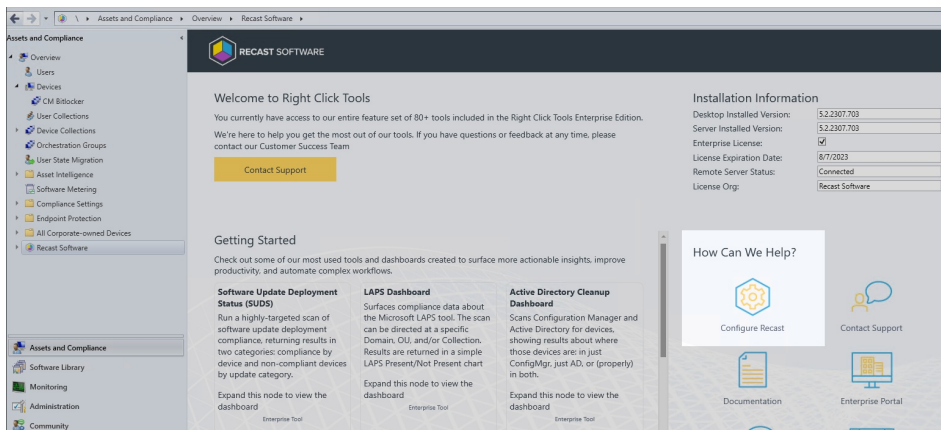 \ Assets and Compliance Overview Recast Software
Assets and Compliance
Overview
Users
Devices
CM Bitlocker
User Collections
Device Collections
Orchestration Groups
User State Migration
Asset Intelligence
Software Metering
Compliance Settings
Endpoint Protection
All Corporate-owned Devices
Recast Software
Assets and Compliance
Software Library
Monitoring
Administration
Community
RECAST SOFTWARE
Welcome to Right Click Tools
You currently have access to our entire feature set of 80+ tools included in the Right Click Tools Enterprise Edition.
We're here to help you get the most out of our tools. If you have questions or feedback at any time. please
contact our Customer Success Team
Contact Support
Installation Information
Desktop Installed Version: 5.2.2307.703
Server Installed Version: 5.2.2307.703
Enterprise License:
License Expiration Date: 8/7/2023
Remote Server Status: Connected
License Org: Recast Software
Getting Started
Check out some of our most used tools and dashboards created to surface more actionable insights, improve
productivity, and automate complex workflows.
Software Update Deployment
Status (SUDS)
Run a highly-targeted scan of
software update deployment
compliance, returning results in
two categories: compliance by
device and non-compliant devices
by update category.
Expand this node to view the
dashboard
Enterprise Tool
LAPS Dashboard
Surfaces compliance data about
the Microsoft LAPS tool. The scan
can be directed at a specific
Domain, OU, and/or Collection.
Results are returned in a simple
LAPS Present/Not Present chart
Expand this node to view the
dashboard
Enterprise Tool
Active Directory Cleanup
Dashboard
Scans Configuration Manager and
Active Directory for devices,
showing results about where
those devices are: in just
ConfigMgr, just AD, or (properly)
in both.
Expand this node to view the
dashboard
Enterprise Tool
How Can We Help?
Configure Recast
Contact Support
Documentation
Enterprise Portal